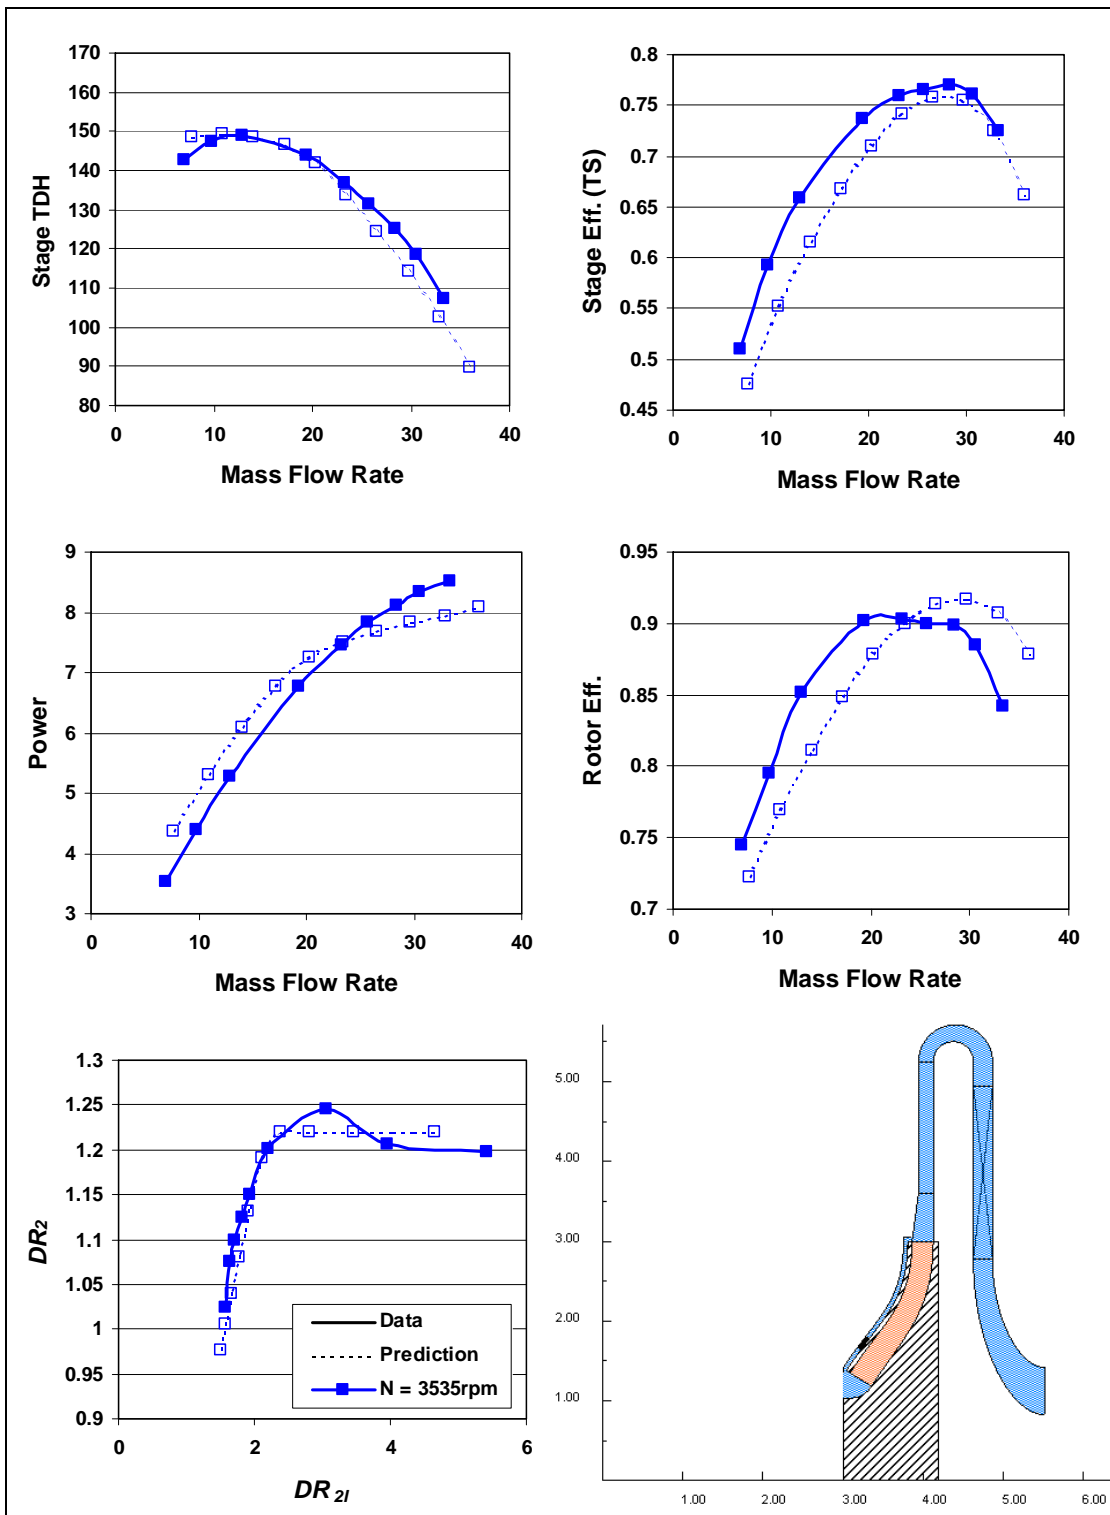 Stage TDH
170
160
150
140
130
120
110
100
90
80
0 10 20 30 40
Mass Flow Rate
Stage Eff. (TS)
0.8
0.75
0.7
0.65
0.6
0.55
0.5
0.45
0 10 20 30 40
Mass Flow Rate
Power
9
8
7
6
5
4
3
0 10 20 30 40
Mass Flow Rate
Rotor Eff.
0.95
0.9
0.85
0.8
0.75
0.7
0 10 20 30 40
Mass Flow Rate
DR2
1.3
1.25
1.2
1.15
1.1
1.05
1
0.95
0.9
0 2 4 6
DR 2I
Data
Prediction
N = 3535rpm
5.00
4.00
3.00
2.00
1.00
1.00 2.00 3.00 4.00 5.00 6.00